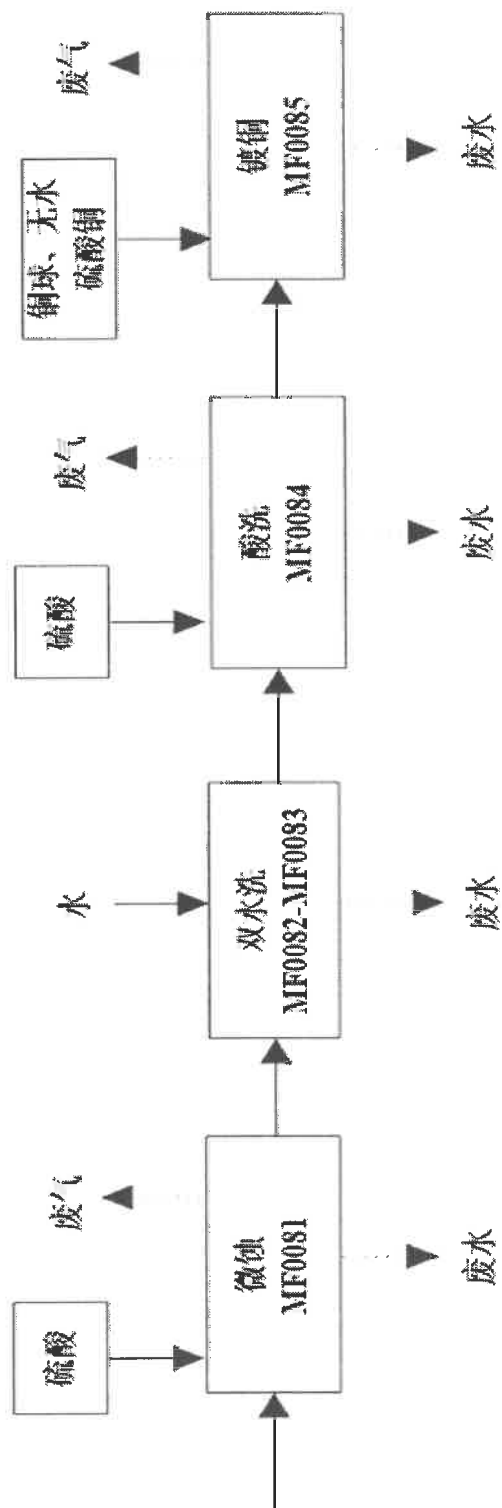 硫酸
废气
微蚀
MF0081
废水
水
双水洗
MF0082-MF0083
废水
硫酸
废气
酸洗
MF0084
废水
铜球、无水
硫酸铜
废气
镀铜
MF0085
废水